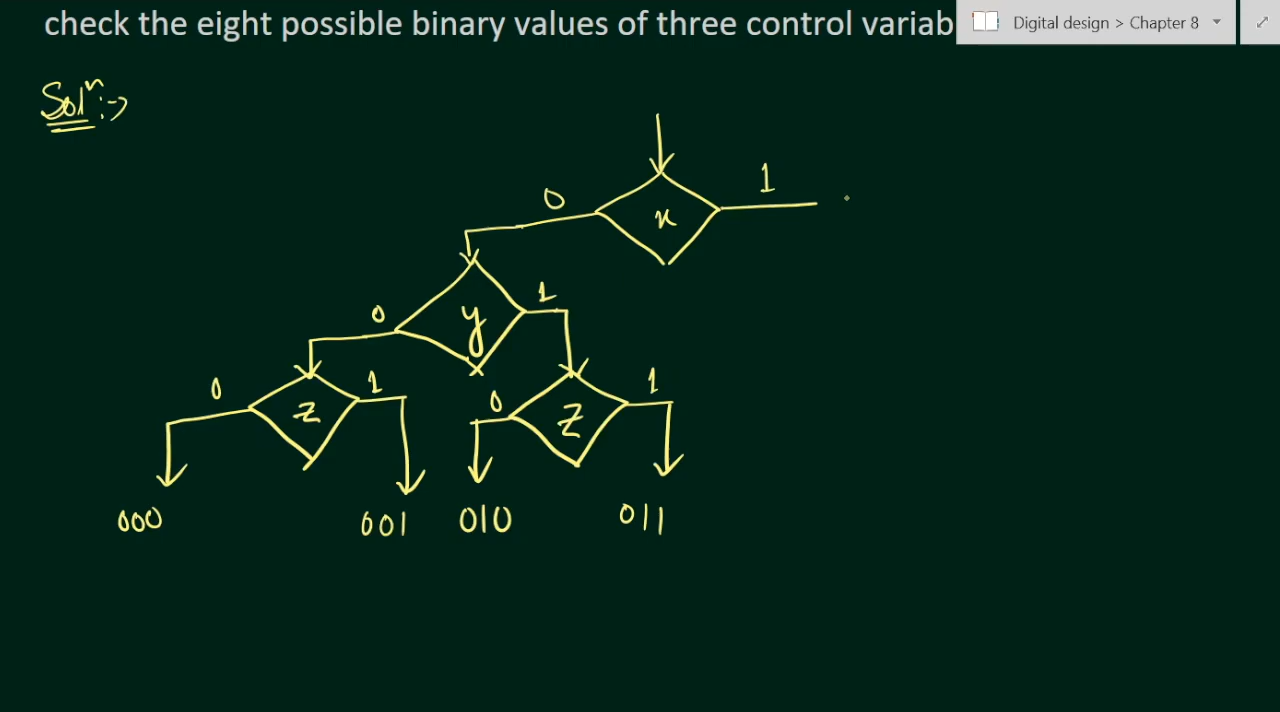 check the eight possible binary values of three control variab
Digital design > Chapter 8
Solⁿ :->
1
0
x
1
0
y
0
1
0
1
z
z
000
001
010
011